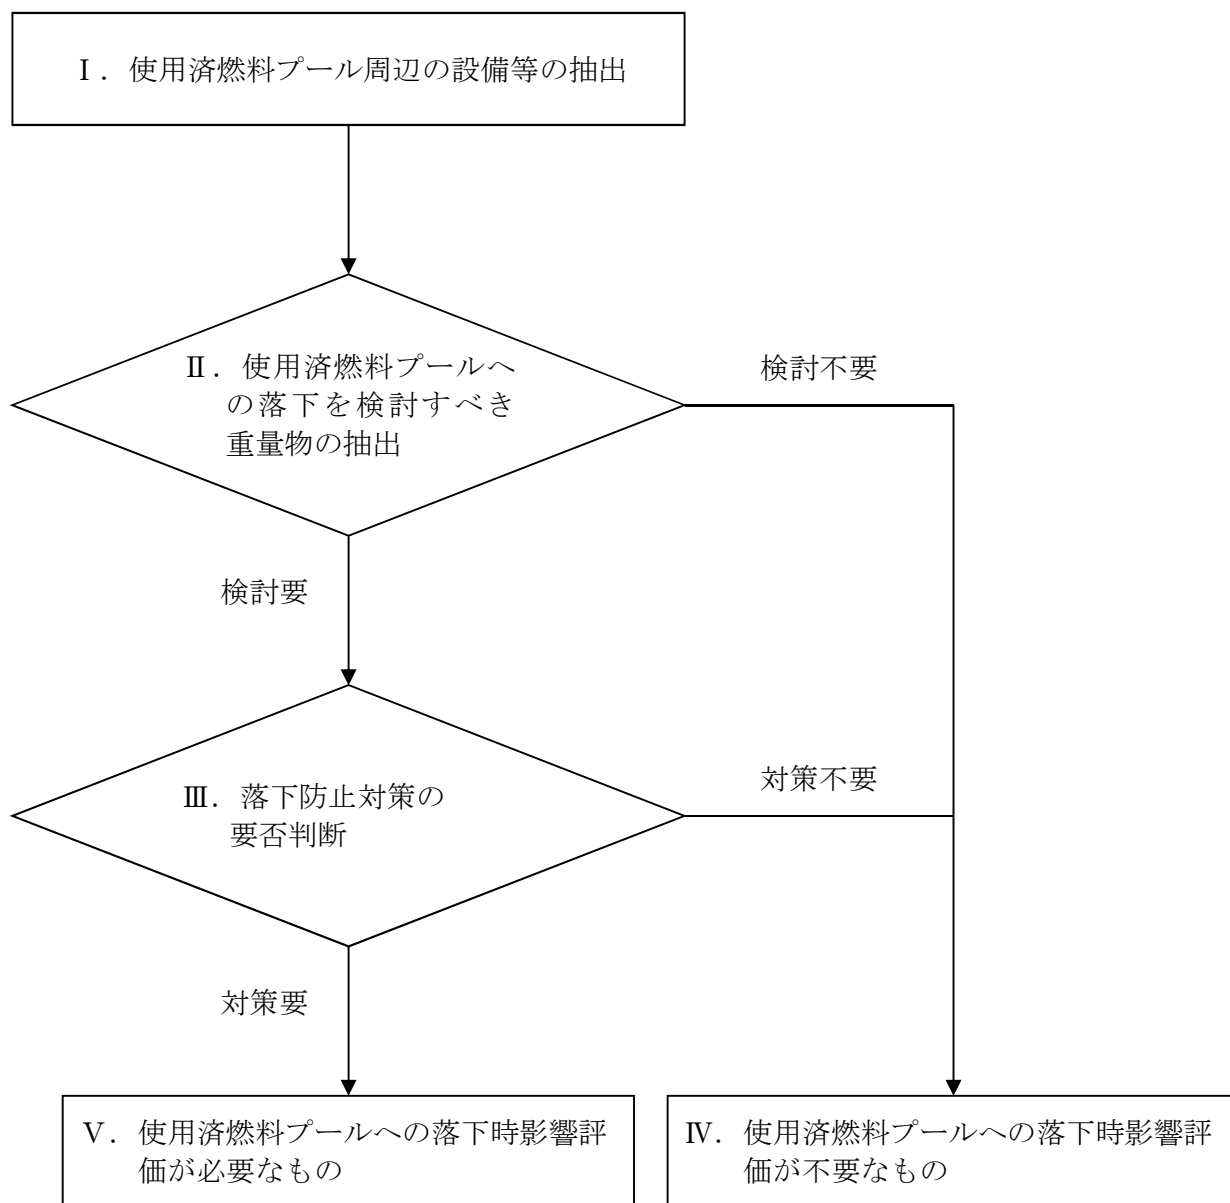 Ⅰ．使用済燃料プール周辺の設備等の抽出
Ⅱ．使用済燃料プールへ
の落下を検討すべき
重量物の抽出
検討不要
検討要
Ⅲ．落下防止対策の
要否判断
対策不要
対策要
Ⅴ．使用済燃料プールへの落下時影響評
価が必要なもの
Ⅳ．使用済燃料プールへの落下時影響評
価が不要なもの